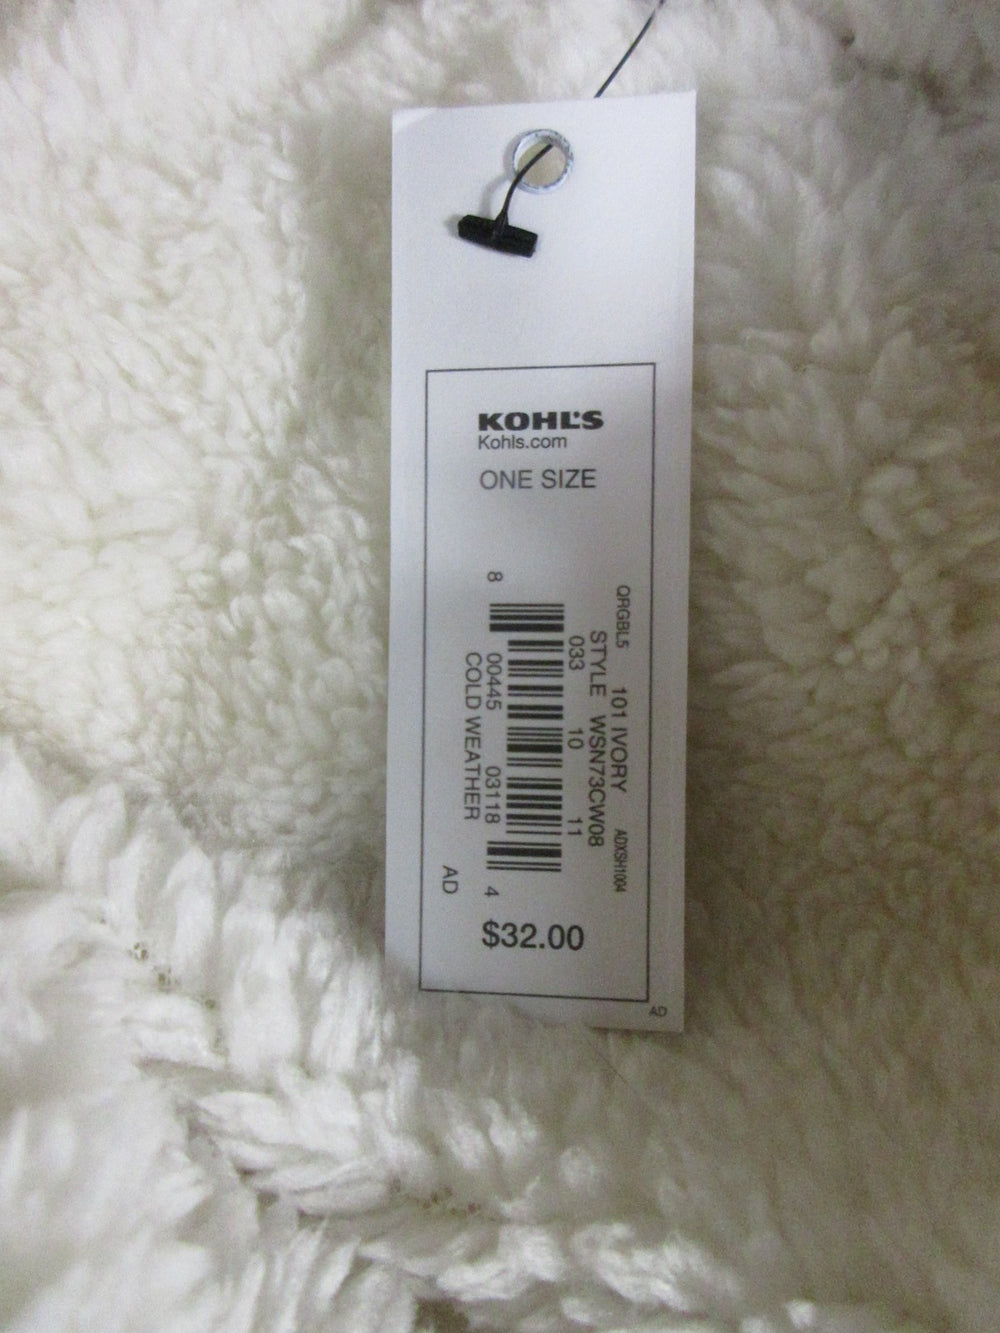 KOHL'S
Kohls.com
ONE SIZE
QRGBL5 101 IVORY ADXSH1004
STYLE WSN73CW08
033 10 11
8 00445 03118 4
COLD WEATHER
AD
$32.00
AD